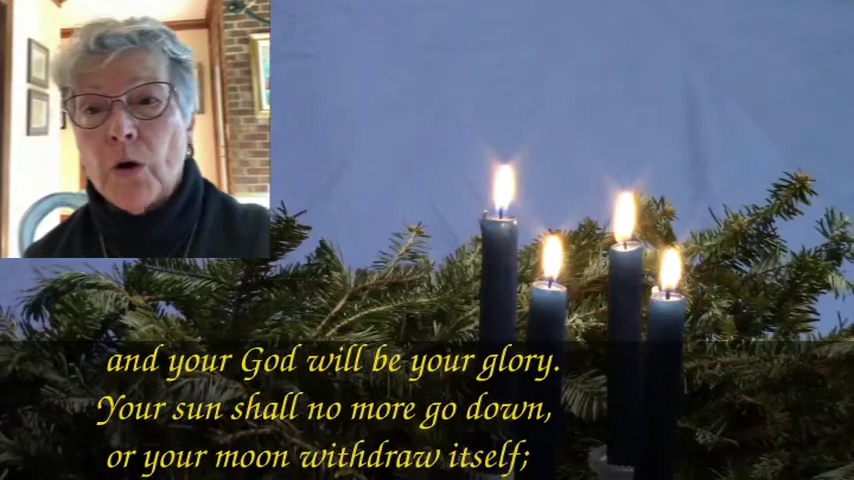 and your God will be your glory.
Your sun shall no more go down,
or your moon withdraw itself;